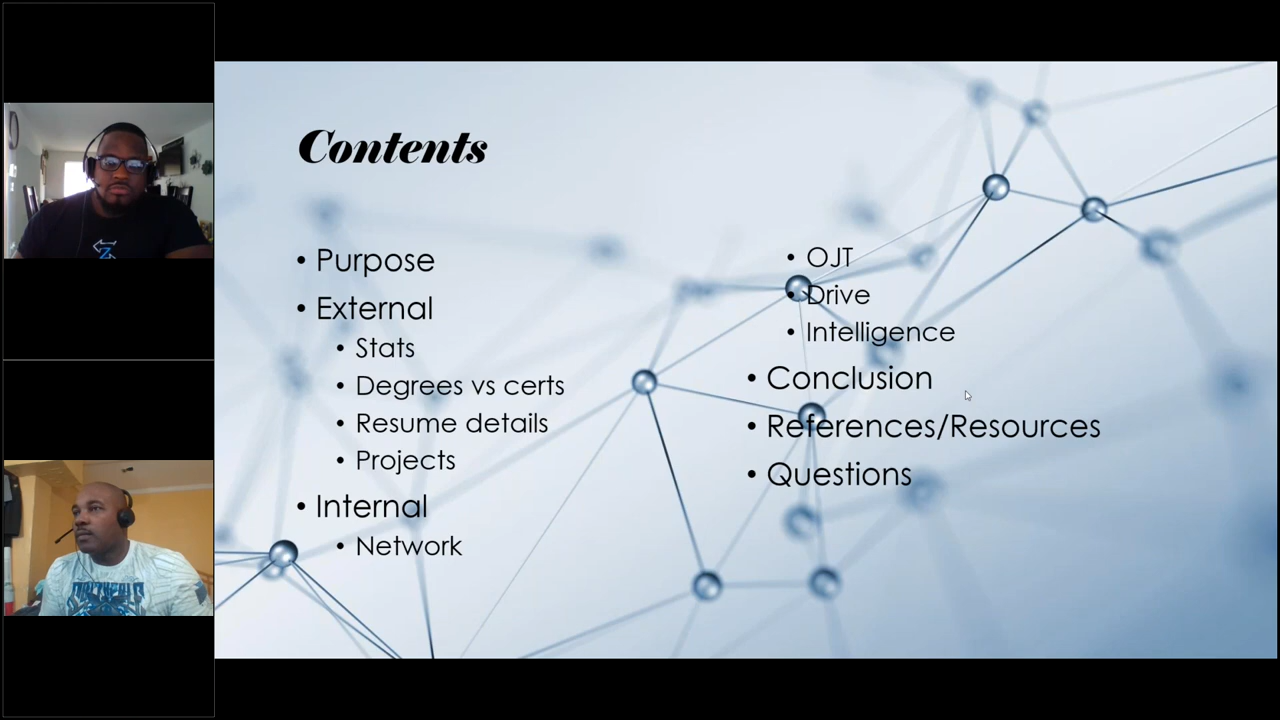 Contents
• Purpose
• External
• Stats
• Degrees vs certs
• Resume details
• Projects
• Internal
• Network
• OJT
• Drive
• Intelligence
• Conclusion
• References/Resources
• Questions